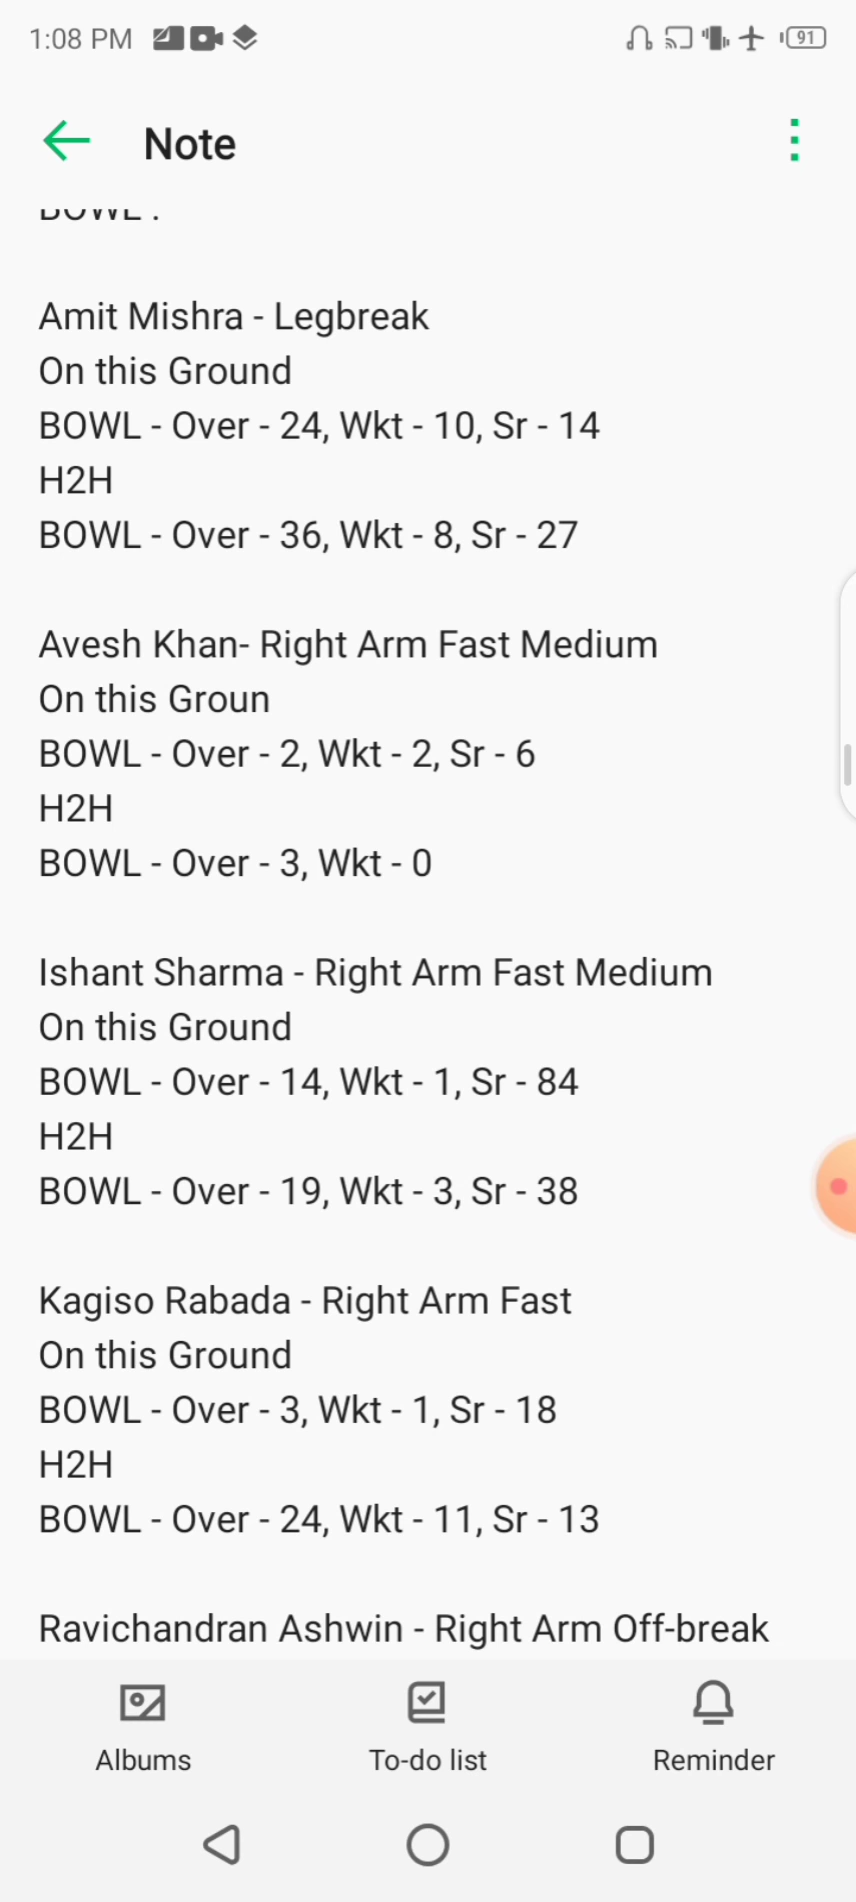 1:08 PM
91
Note
BOWL :
Amit Mishra - Legbreak
On this Ground
BOWL - Over - 24, Wkt - 10, Sr - 14
H2H
BOWL - Over - 36, Wkt - 8, Sr - 27
Avesh Khan- Right Arm Fast Medium
On this Groun
BOWL - Over - 2, Wkt - 2, Sr - 6
H2H
BOWL - Over - 3, Wkt - 0
Ishant Sharma - Right Arm Fast Medium
On this Ground
BOWL - Over - 14, Wkt - 1, Sr - 84
H2H
BOWL - Over - 19, Wkt - 3, Sr - 38
Kagiso Rabada - Right Arm Fast
On this Ground
BOWL - Over - 3, Wkt - 1, Sr - 18
H2H
BOWL - Over - 24, Wkt - 11, Sr - 13
Ravichandran Ashwin - Right Arm Off-break
Albums
To-do list
Reminder